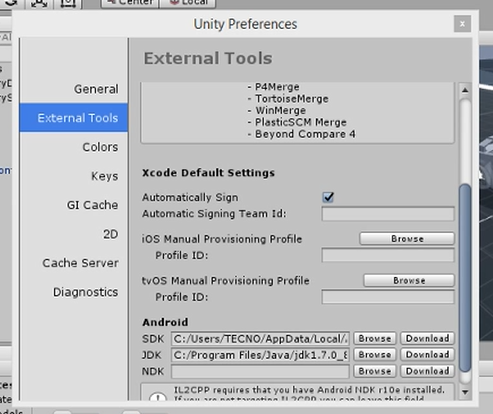 Center
Local
Unity Preferences
x
General
External Tools
Colors
Keys
GI Cache
2D
Cache Server
Diagnostics
External Tools
- P4Merge
- TortoiseMerge
- WinMerge
- PlasticSCM Merge
- Beyond Compare 4
Xcode Default Settings
Automatically Sign
Automatic Signing Team Id:
iOS Manual Provisioning Profile Browse
Profile ID:
tvOS Manual Provisioning Profile Browse
Profile ID:
Android
SDK C:/Users/TECNO/AppData/Local/ Browse Download
JDK C:/Program Files/Java/jdk1.7.0_8 Browse Download
NDK Browse Download
IL2CPP requires that you have Android NDK r10e installed.
If you are not targeting IL2CPP you can leave this field